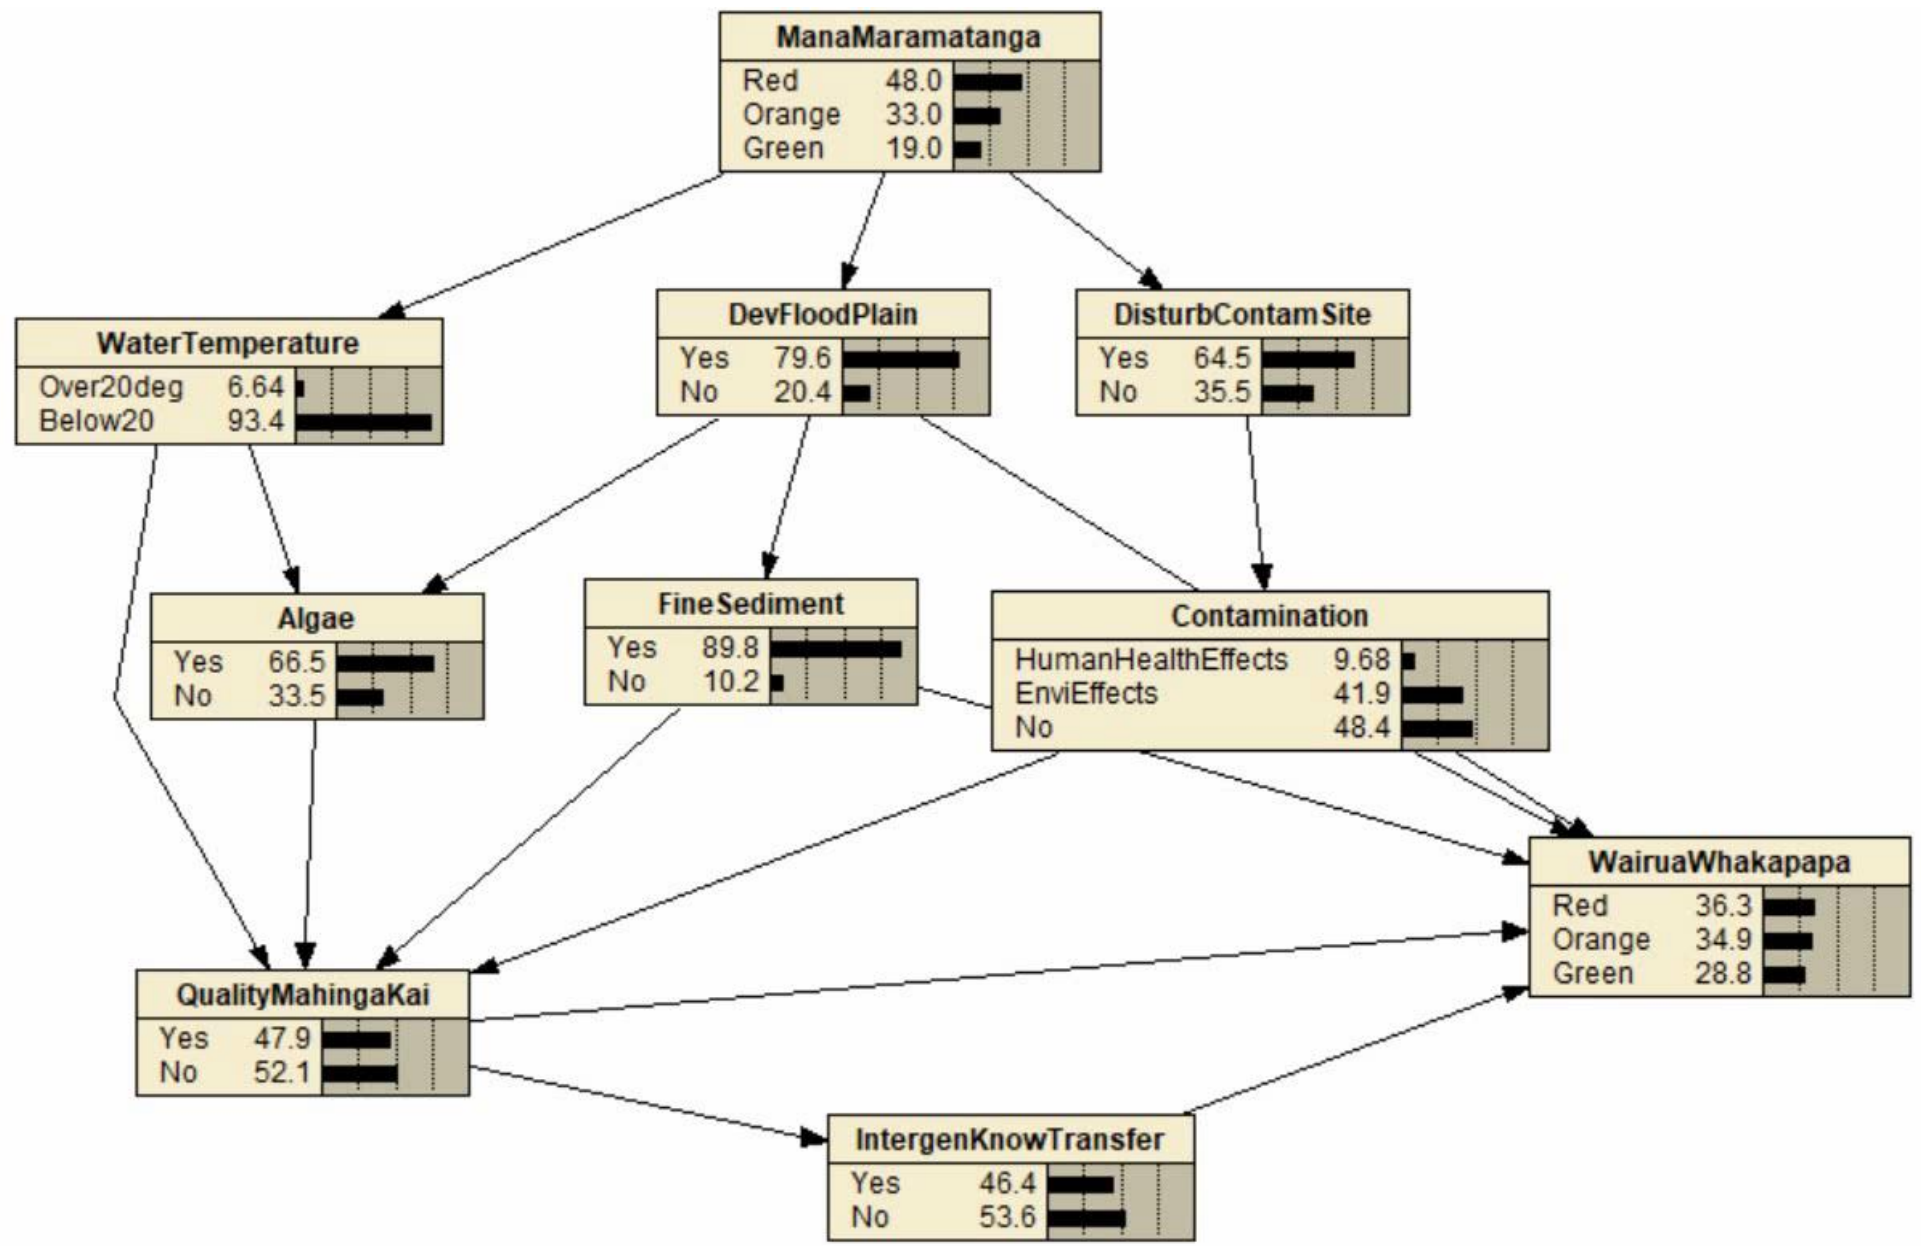 ManaMaramatanga
Red 48.0
Orange 33.0
Green 19.0
WaterTemperature
Over20deg 6.64
Below20 93.4
DevFloodPlain
Yes 79.6
No 20.4
DisturbContamSite
Yes 64.5
No 35.5
Algae
Yes 66.5
No 33.5
FineSediment
Yes 89.8
No 10.2
Contamination
HumanHealthEffects 9.68
EnviEffects 41.9
No 48.4
QualityMahingaKai
Yes 47.9
No 52.1
WairuaWhakapapa
Red 36.3
Orange 34.9
Green 28.8
IntergenKnowTransfer
Yes 46.4
No 53.6